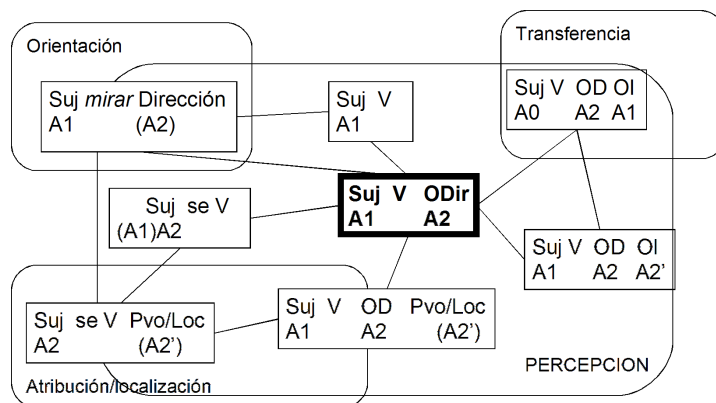 Orientación
Transferencia
Suj mirar Dirección
A1 (A2)
Suj V
A1
Suj V OD OI
A0 A2 A1
Suj V ODir
A1 A2
Suj se V
(A1)A2
Suj V OD OI
A1 A2 A2'
Suj se V Pvo/Loc
A2 (A2')
Suj V OD Pvo/Loc
A1 A2 (A2')
PERCEPCION
Atribución/localización